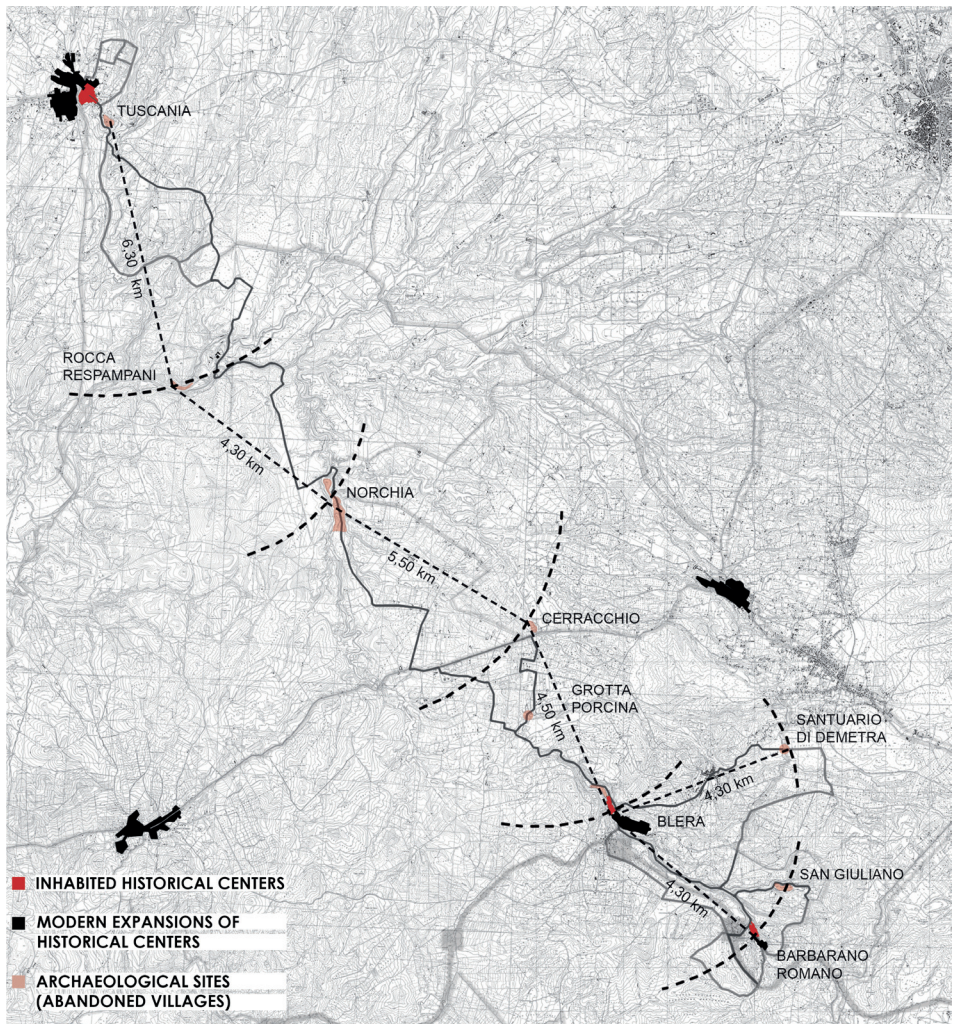 TUSCANIA
6,30 km
ROCCA
RESPAMPANI
4,30 km
NORCHIA
5,50 km
CERRACCHIO
GROTTA
PORCINA
4,50 km
SANTUARIO
DI DEMETRA
4,30 km
BLERA
SAN GIULIANO
4,30 km
BARBARANO
ROMANO
INHABITED HISTORICAL CENTERS
MODERN EXPANSIONS OF
HISTORICAL CENTERS
ARCHAEOLOGICAL SITES
(ABANDONED VILLAGES)